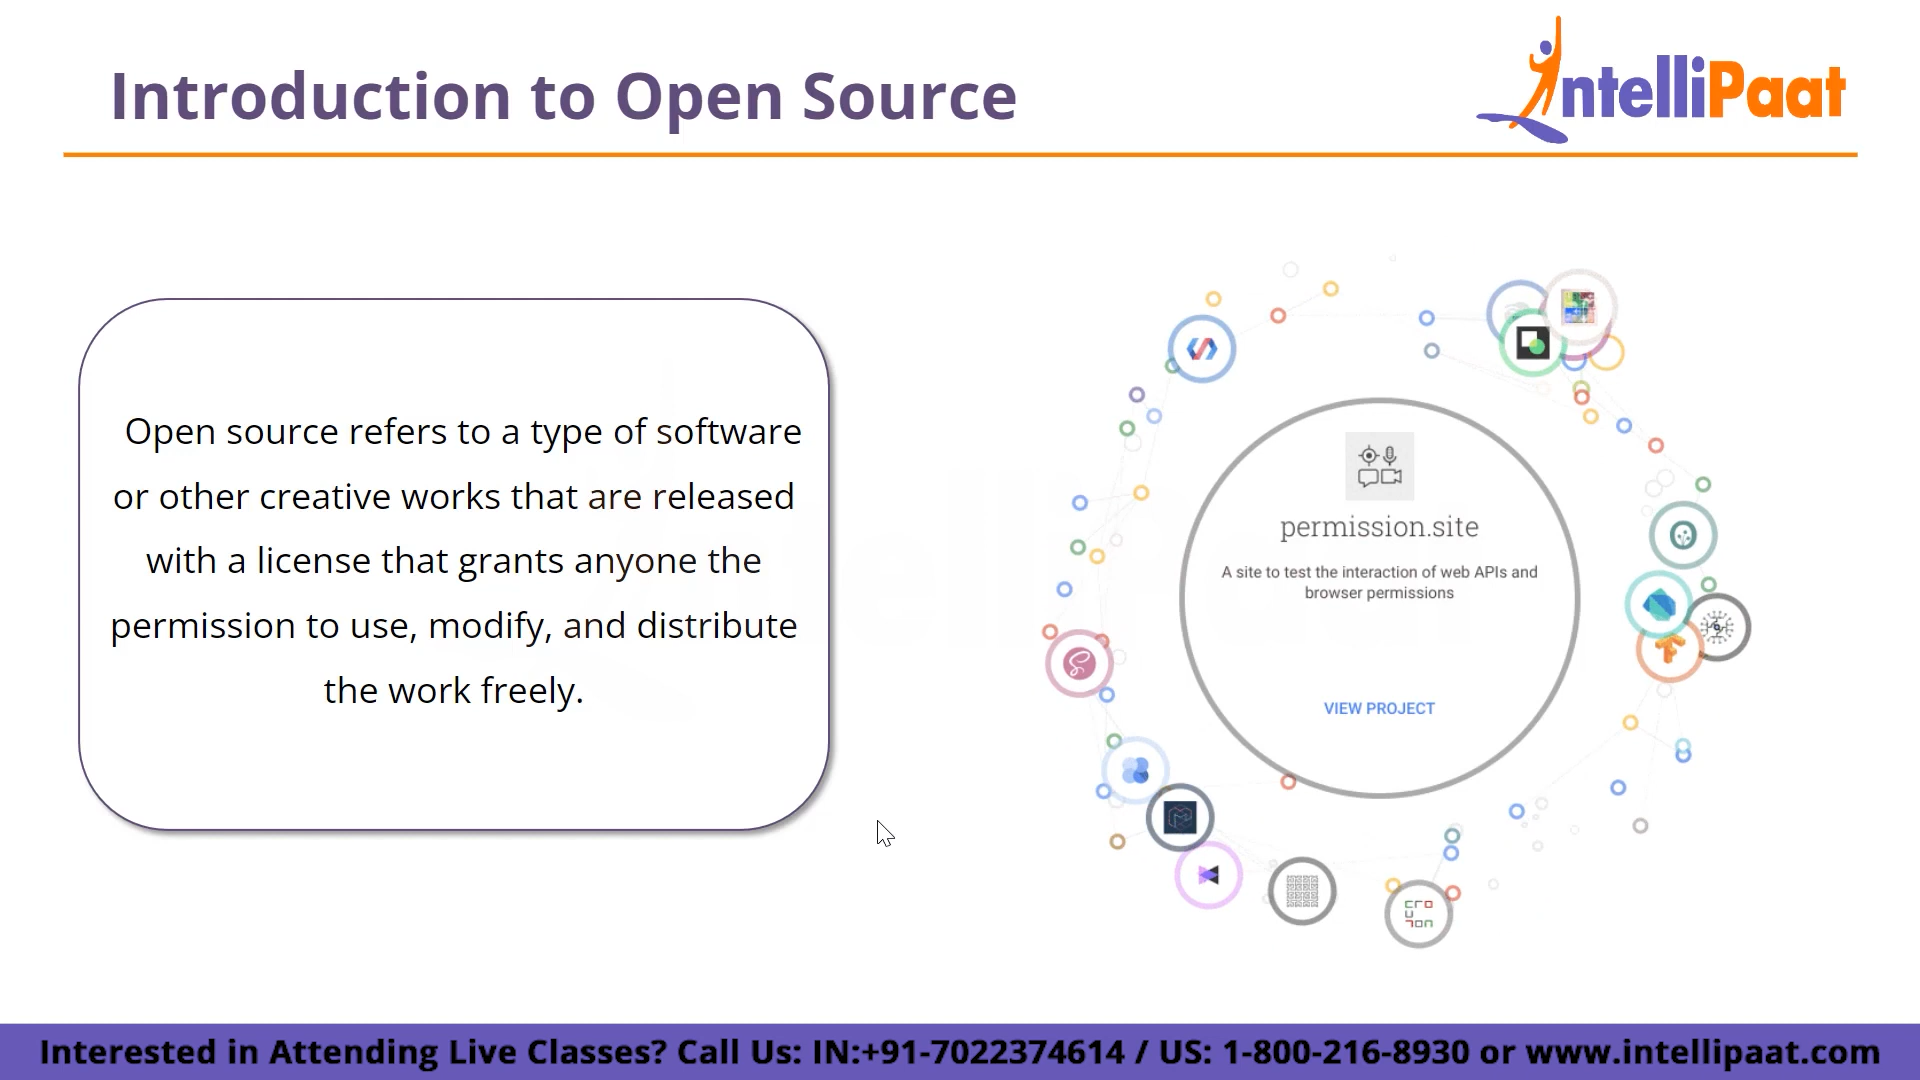 Introduction to Open Source
IntelliPaat
Open source refers to a type of software
or other creative works that are released
with a license that grants anyone the
permission to use, modify, and distribute
the work freely.
permission.site
A site to test the interaction of web APIs and
browser permissions
VIEW PROJECT
cro
u
ton
Interested in Attending Live Classes? Call Us: IN:+91-7022374614 / US: 1-800-216-8930 or www.intellipaat.com